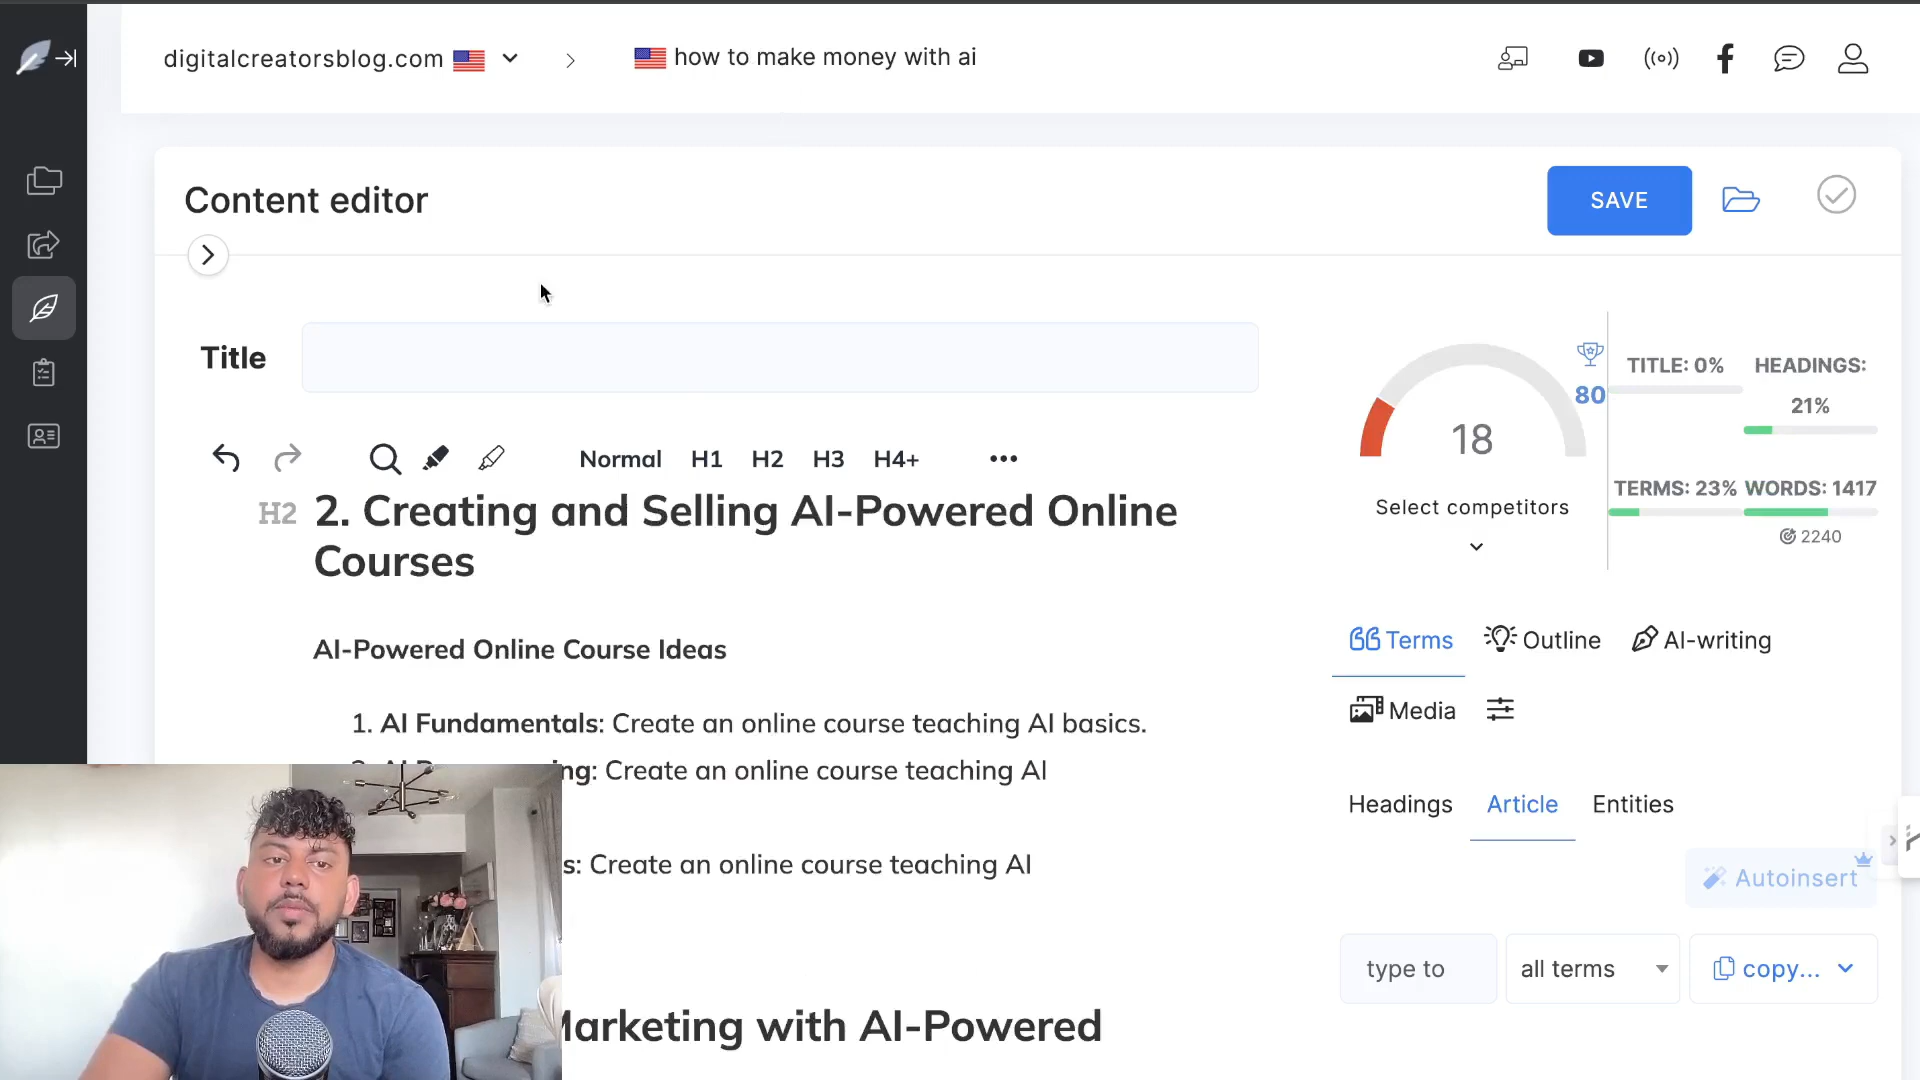 digitalcreatorsblog.com
how to make money with ai
Content editor
SAVE
Title
80
18
Select competitors
TITLE: 0%
HEADINGS:
21%
TERMS: 23%
WORDS: 1417
2240
Normal H1 H2 H3 H4+
H2
2. Creating and Selling AI-Powered Online
Courses
AI-Powered Online Course Ideas
1. AI Fundamentals: Create an online course teaching AI basics.
ng: Create an online course teaching AI
s: Create an online course teaching AI
Marketing with AI-Powered
Terms
Outline
AI-writing
Media
Headings
Article
Entities
Autoinsert
type to
all terms
copy...